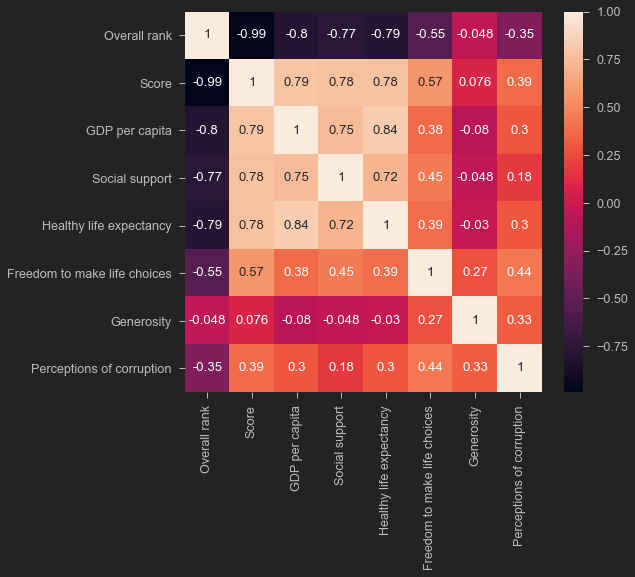 Overall rank 1 -0.99 -0.8 -0.77 -0.79 -0.55 -0.048 -0.35
Score -0.99 1 0.79 0.78 0.78 0.57 0.076 0.39
GDP per capita -0.8 0.79 1 0.75 0.84 0.38 -0.08 0.3
Social support -0.77 0.78 0.75 1 0.72 0.45 -0.048 0.18
Healthy life expectancy -0.79 0.78 0.84 0.72 1 0.39 -0.03 0.3
Freedom to make life choices -0.55 0.57 0.38 0.45 0.39 1 0.27 0.44
Generosity -0.048 0.076 -0.08 -0.048 -0.03 0.27 1 0.33
Perceptions of corruption -0.35 0.39 0.3 0.18 0.3 0.44 0.33 1
Overall rank
Score
GDP per capita
Social support
Healthy life expectancy
Freedom to make life choices
Generosity
Perceptions of corruption
1.00
0.75
0.50
0.25
0.00
−0.25
−0.50
−0.75